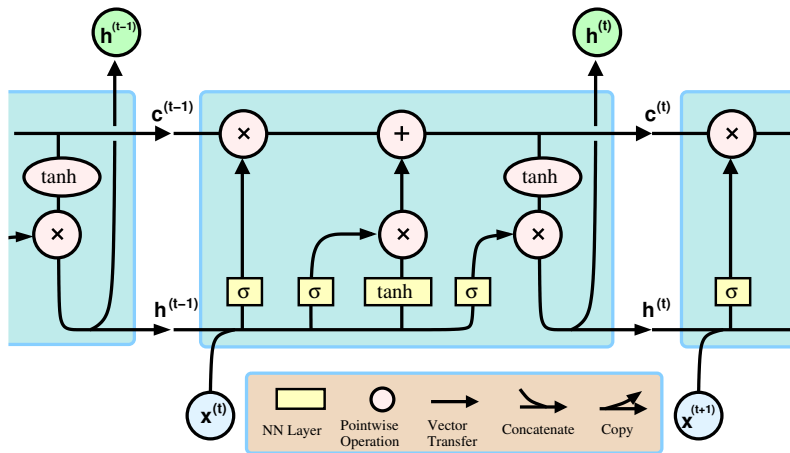 h(t−1)
h(t)
c(t−1)
c(t)
×
+
×
tanh
tanh
×
×
×
σ
σ
tanh
σ
σ
h(t−1)
h(t)
x(t)
x(t+1)
NN Layer
Pointwise
Operation
Vector
Transfer
Concatenate
Copy